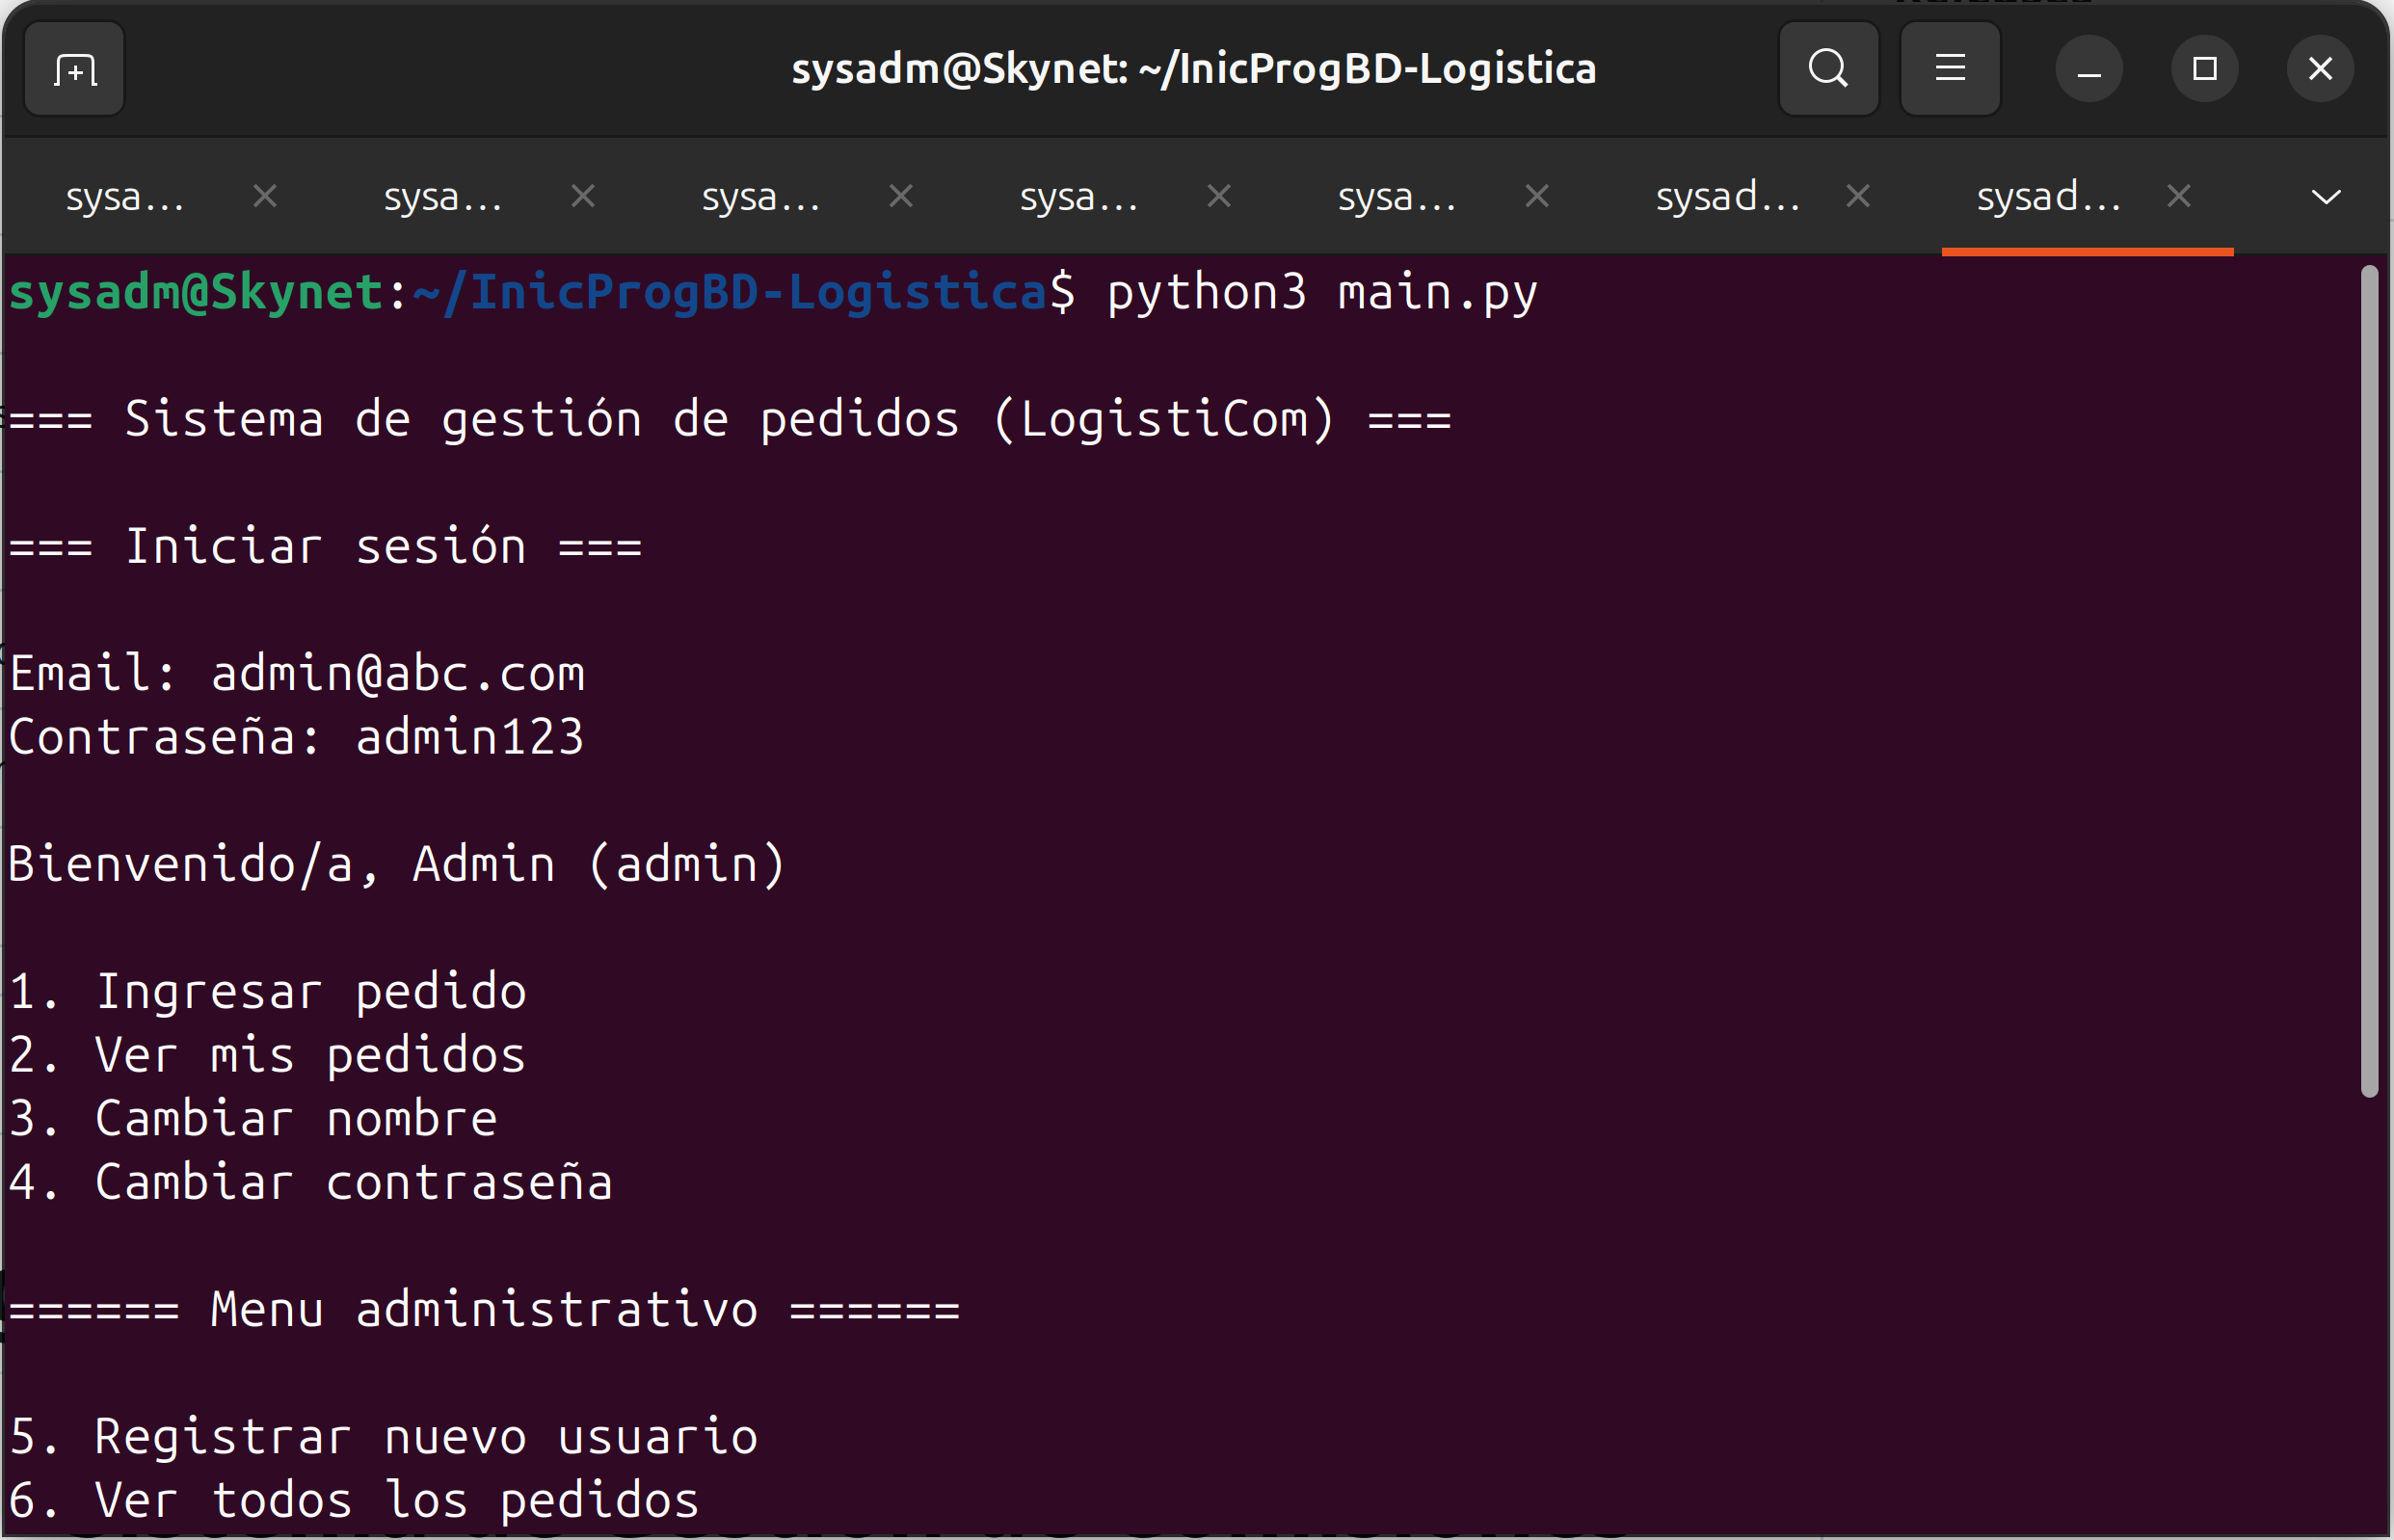 sysadm@Skynet: ~/InicProgBD-Logistica
sysa... sysa... sysa... sysa... sysa... sysad... sysad...
sysadm@Skynet:~/InicProgBD-Logistica$ python3 main.py
=== Sistema de gestión de pedidos (LogistiCom) ===
=== Iniciar sesión ===
Email: admin@abc.com
Contraseña: admin123
Bienvenido/a, Admin (admin)
1. Ingresar pedido
2. Ver mis pedidos
3. Cambiar nombre
4. Cambiar contraseña
====== Menu administrativo ======
5. Registrar nuevo usuario
6. Ver todos los pedidos